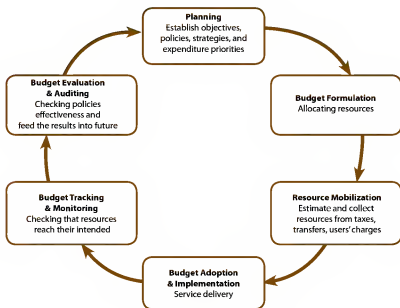 Planning
Establish objectives,
policies, strategies, and
expenditure priorities
Budget Formulation
Allocating resources
Resource Mobilization
Estimate and collect
resources from taxes,
transfers, users' charges
Budget Adoption
& Implementation
Service delivery
Budget Tracking
& Monitoring
Checking that resources
reach their intended
Budget Evaluation
& Auditing
Checking policies
effectiveness and
feed the results into future